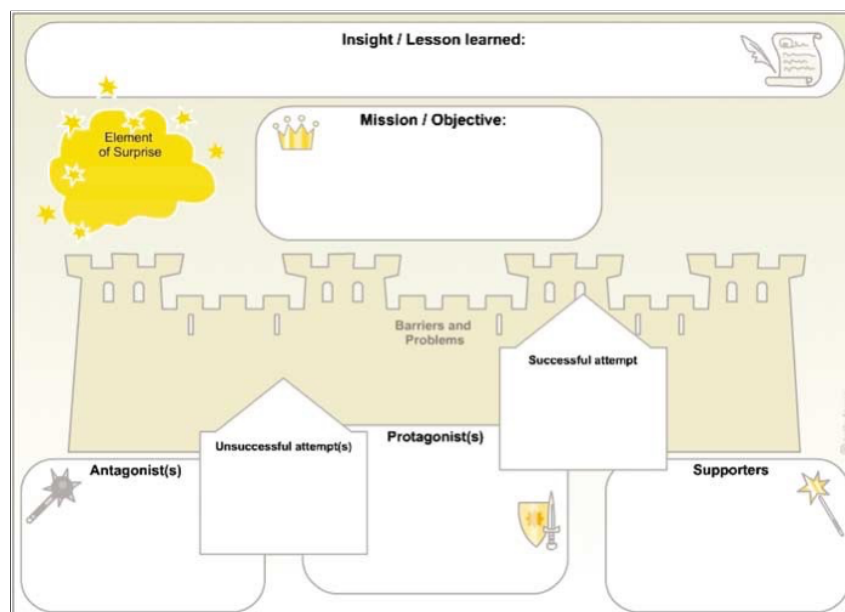 Insight / Lesson learned:
Element
of Surprise
Mission / Objective:
Barriers and
Problems
Successful attempt
Unsuccessful attempt(s)
Protagonist(s)
Antagonist(s)
Supporters